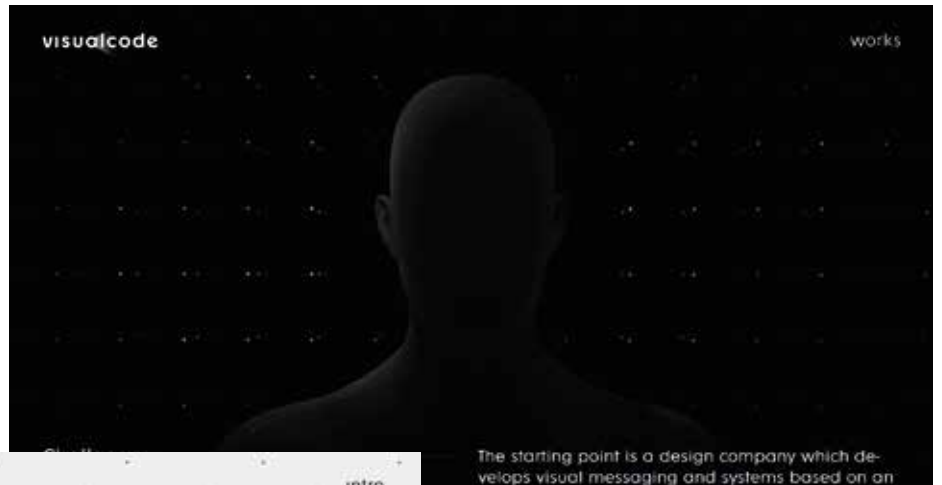 visualcode
works
The starting point is a design company which de-
velops visual messaging and systems based on an
intro